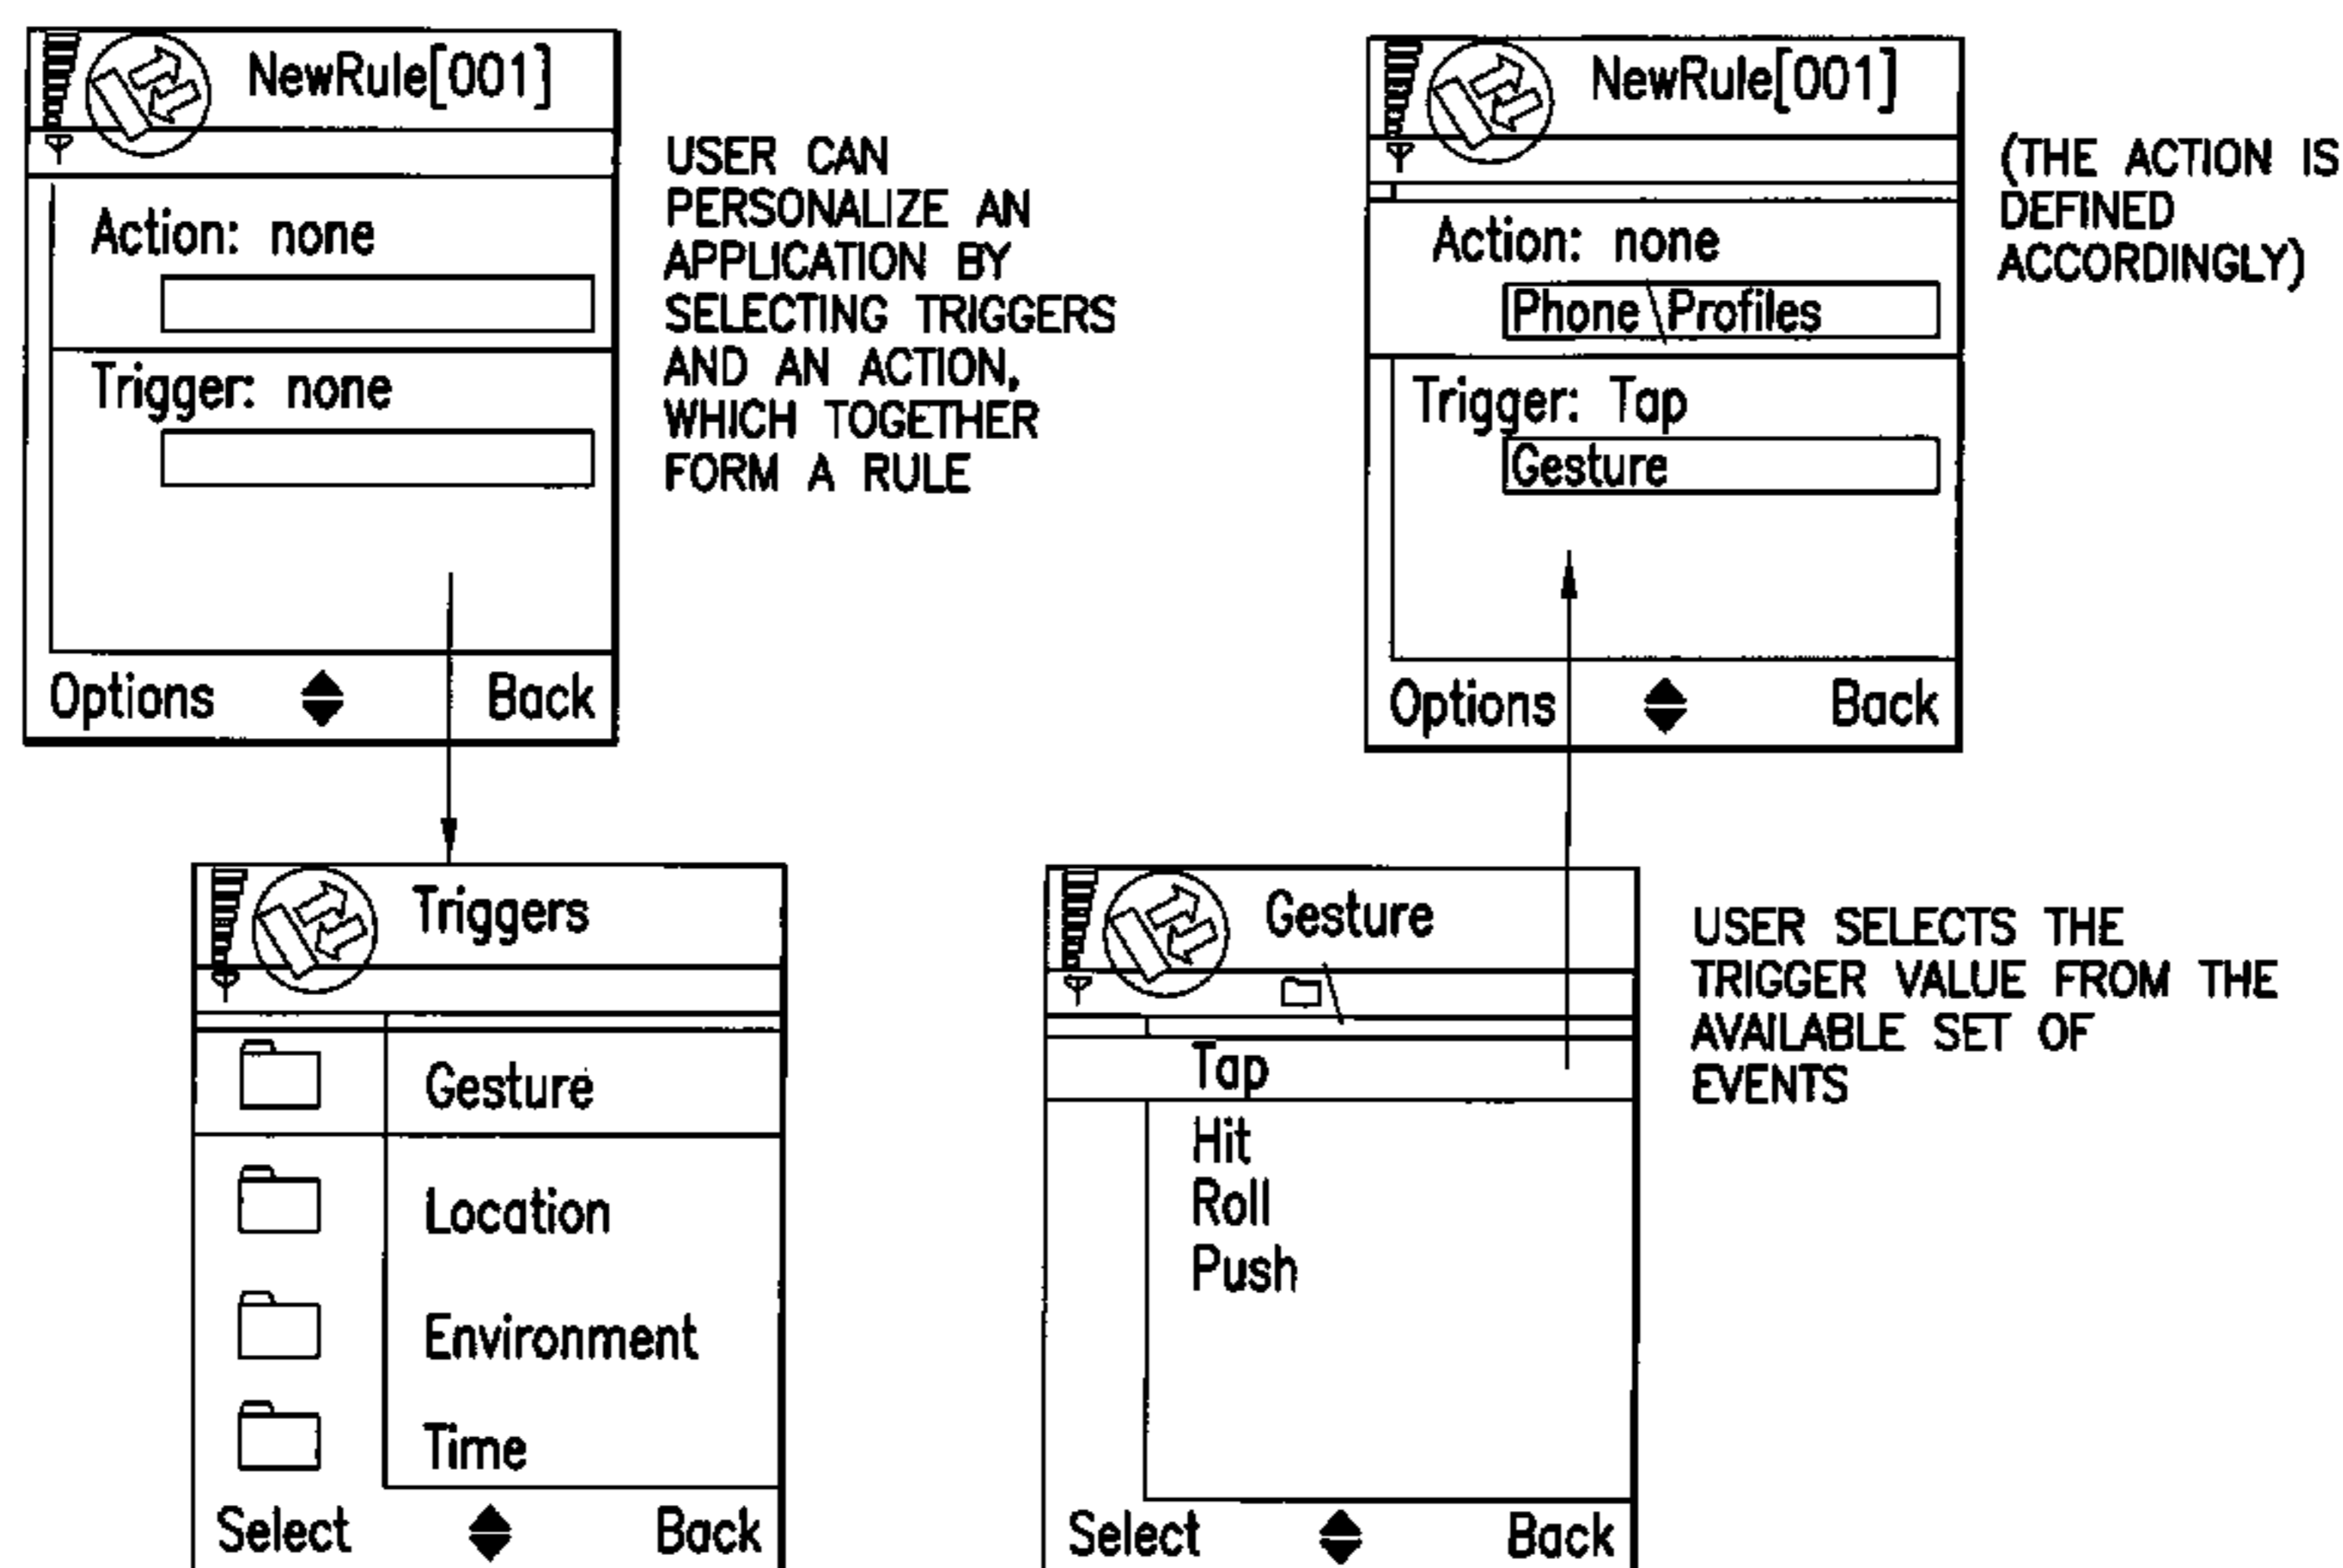 NewRule[001]
Action: none
Trigger: none
Options Back
USER CAN
PERSONALIZE AN
APPLICATION BY
SELECTING TRIGGERS
AND AN ACTION,
WHICH TOGETHER
FORM A RULE
NewRule[001]
Action: none
Phone\Profiles
Trigger: Tap
Gesture
Options Back
(THE ACTION IS
DEFINED
ACCORDINGLY)
Triggers
Gesture
Location
Environment
Time
Select Back
Gesture
Tap
Hit
Roll
Push
Select Back
USER SELECTS THE
TRIGGER VALUE FROM THE
AVAILABLE SET OF
EVENTS